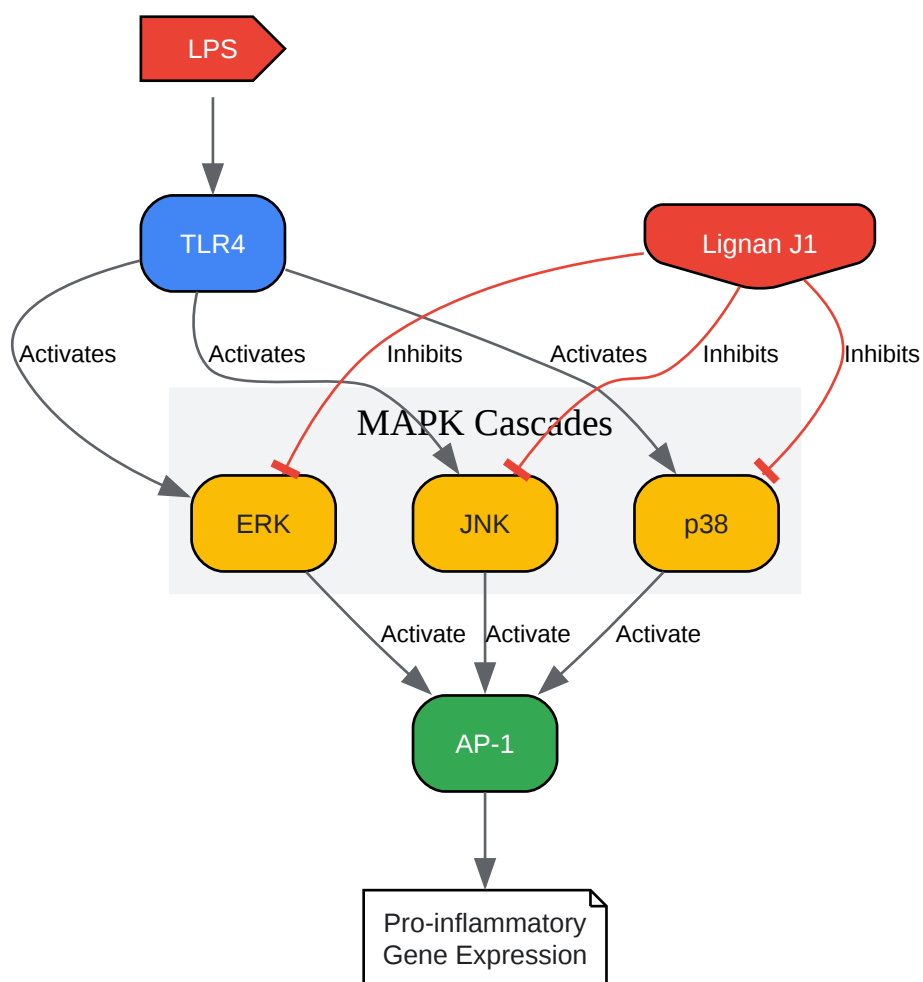 LPS
TLR4
Lignan J1
Activates
Activates
Inhibits
Activates
Inhibits
Inhibits
MAPK Cascades
ERK
JNK
p38
Activate
Activate
Activate
AP-1
Pro-inflammatory
Gene Expression